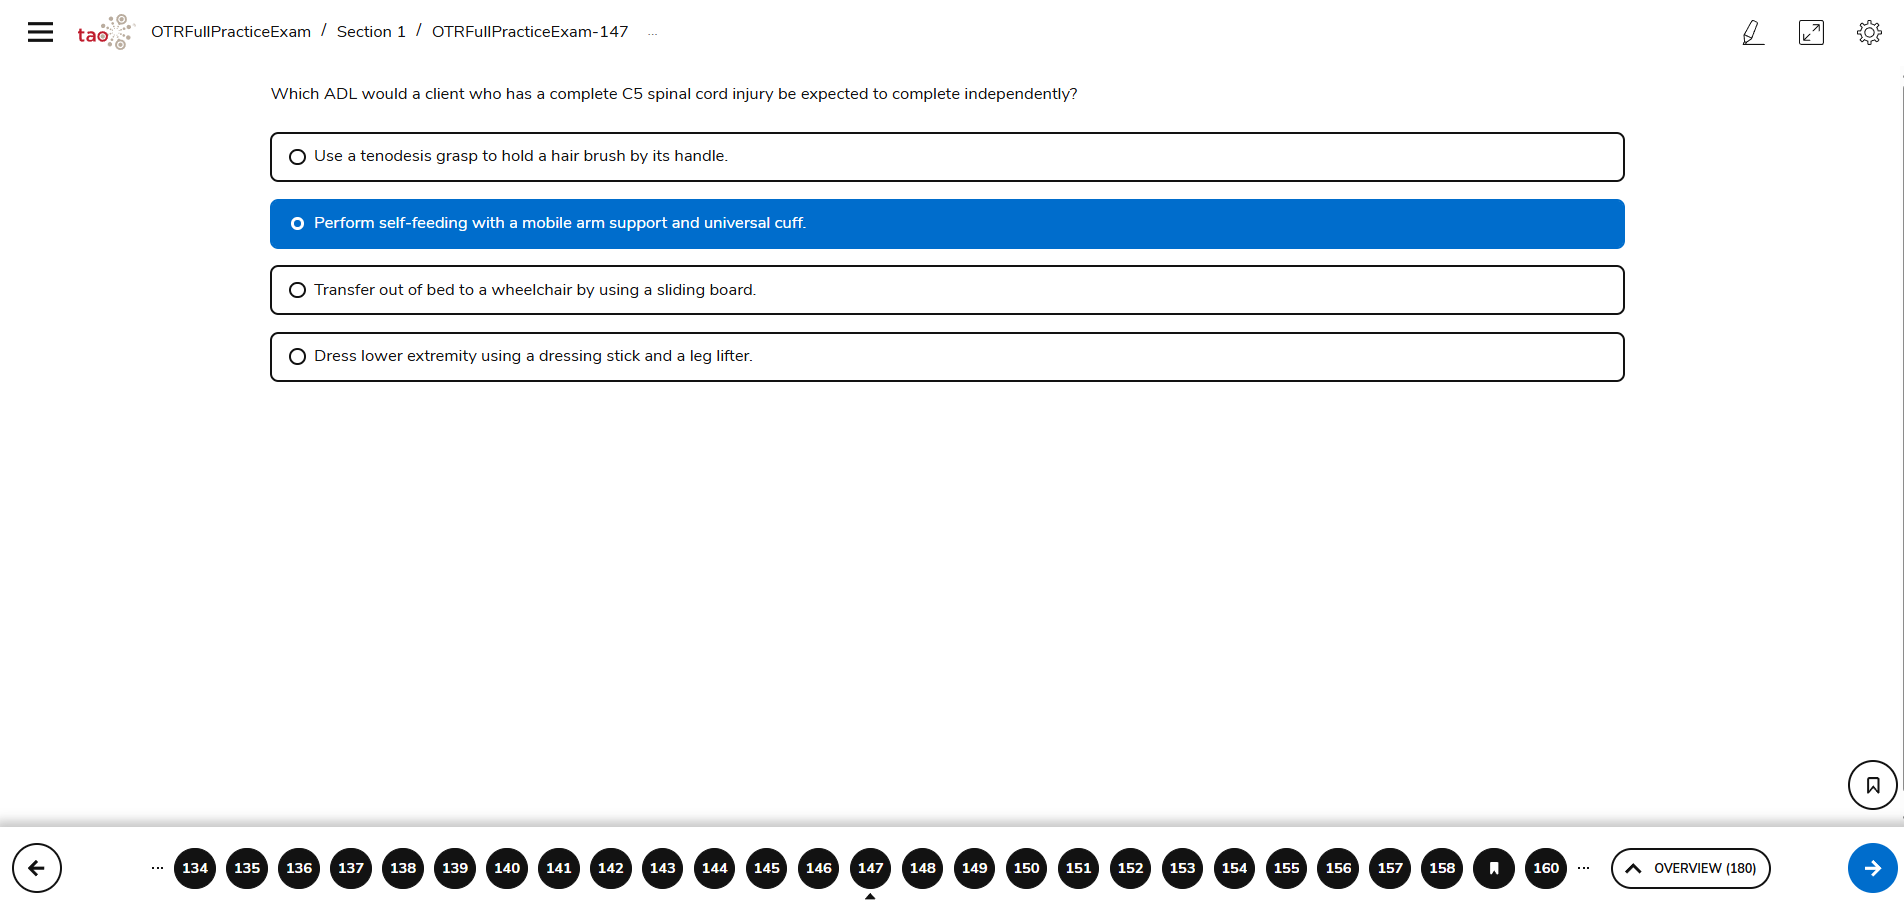 tao OTRFullPracticeExam / Section 1 / OTRFullPracticeExam-147 ...
Which ADL would a client who has a complete C5 spinal cord injury be expected to complete independently?
Use a tenodesis grasp to hold a hair brush by its handle.
Perform self-feeding with a mobile arm support and universal cuff.
Transfer out of bed to a wheelchair by using a sliding board.
Dress lower extremity using a dressing stick and a leg lifter.
... 134 135 136 137 138 139 140 141 142 143 144 145 146 147 148 149 150 151 152 153 154 155 156 157 158 160 ... OVERVIEW (180)